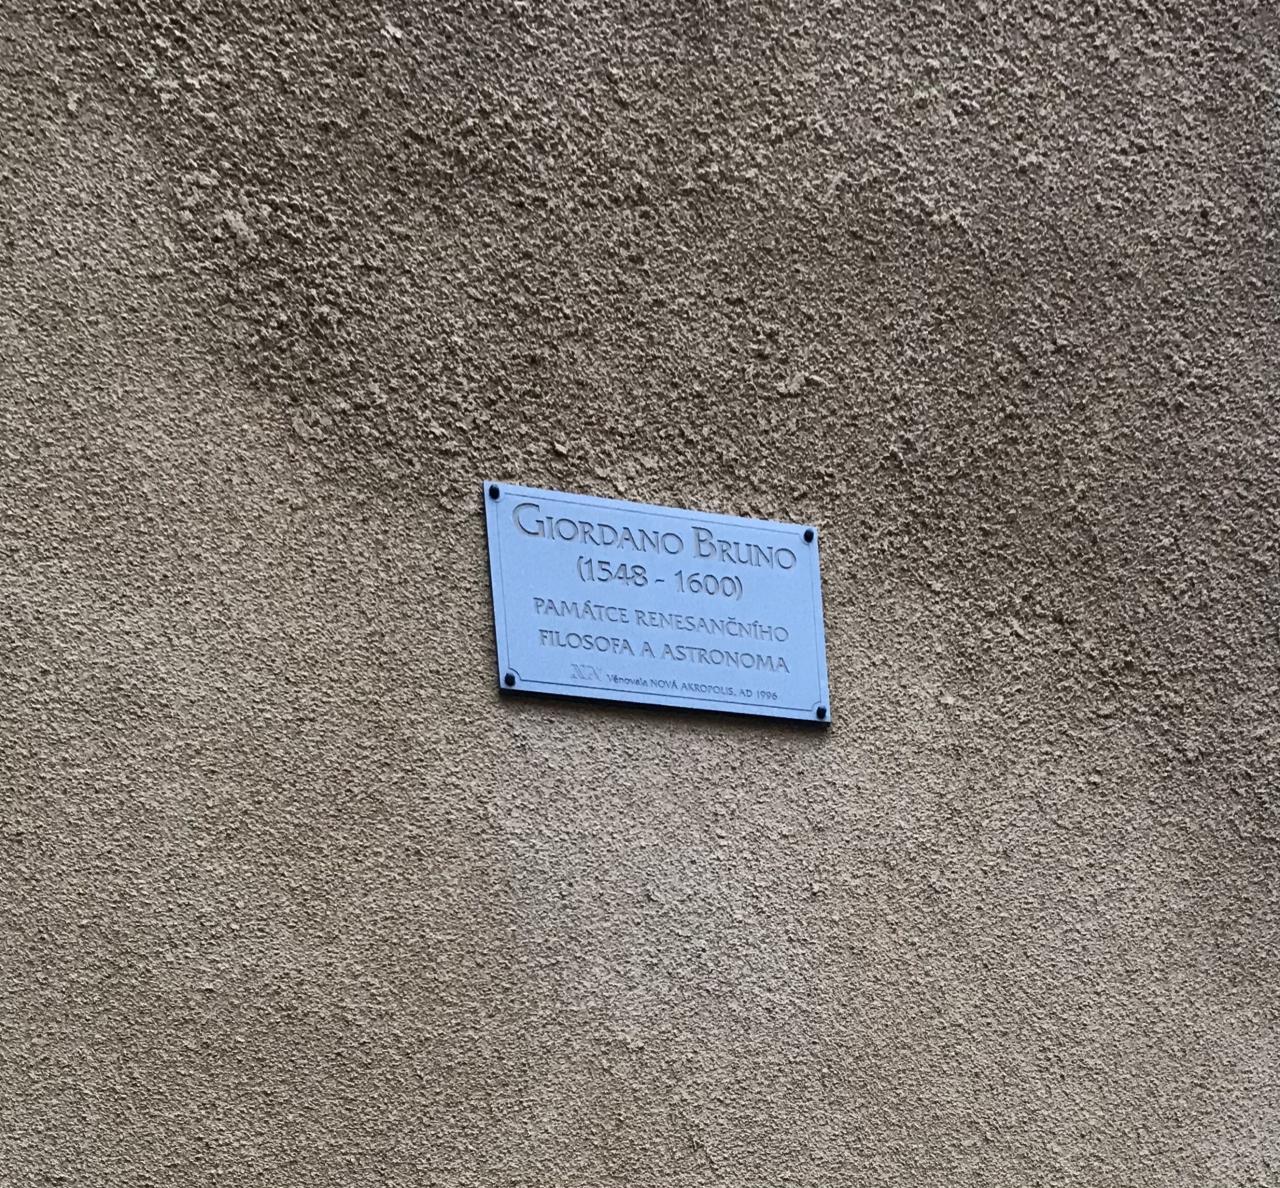 GIORDANO BRUNO
(1548 - 1600)
PAMÁTCE RENESANČNÍHO
FILOSOFA A ASTRONOMA
Věnovala NOVÁ AKROPOLIS, AD 1996